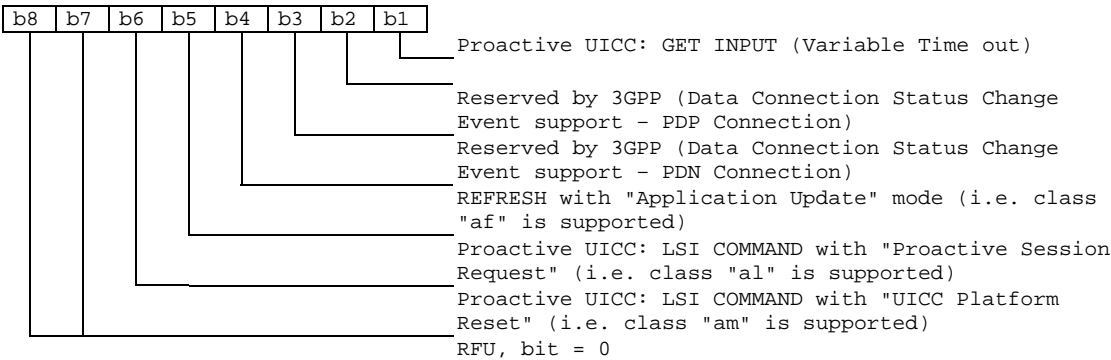 b8 b7 b6 b5 b4 b3 b2 b1
Proactive UICC: GET INPUT (Variable Time out)
Reserved by 3GPP (Data Connection Status Change
Event support – PDP Connection)
Reserved by 3GPP (Data Connection Status Change
Event support – PDN Connection)
REFRESH with "Application Update" mode (i.e. class
"af" is supported)
Proactive UICC: LSI COMMAND with "Proactive Session
Request" (i.e. class "al" is supported)
Proactive UICC: LSI COMMAND with "UICC Platform
Reset" (i.e. class "am" is supported)
RFU, bit = 0